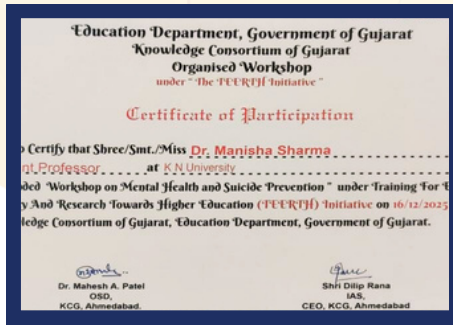 Education Department, Government of Gujarat
Knowledge Consortium of Gujarat
Organised Workshop
under "The TEERTH Initiative"
Certificate of Participation
o Certify that Shree/Smt./Miss Dr. Manisha Sharma
nt Professor at K N University
ded Workshop on Mental Health and Suicide Prevention" under Training For E
y And Research Towards Higher Education (TEERTH) Initiative on 16/12/2025
ledge Consortium of Gujarat, Education Department, Government of Gujarat.
Dr. Mahesh A. Patel
OSD,
KCG, Ahmedabad.
Shri Dilip Rana
IAS,
CEO, KCG, Ahmedabad